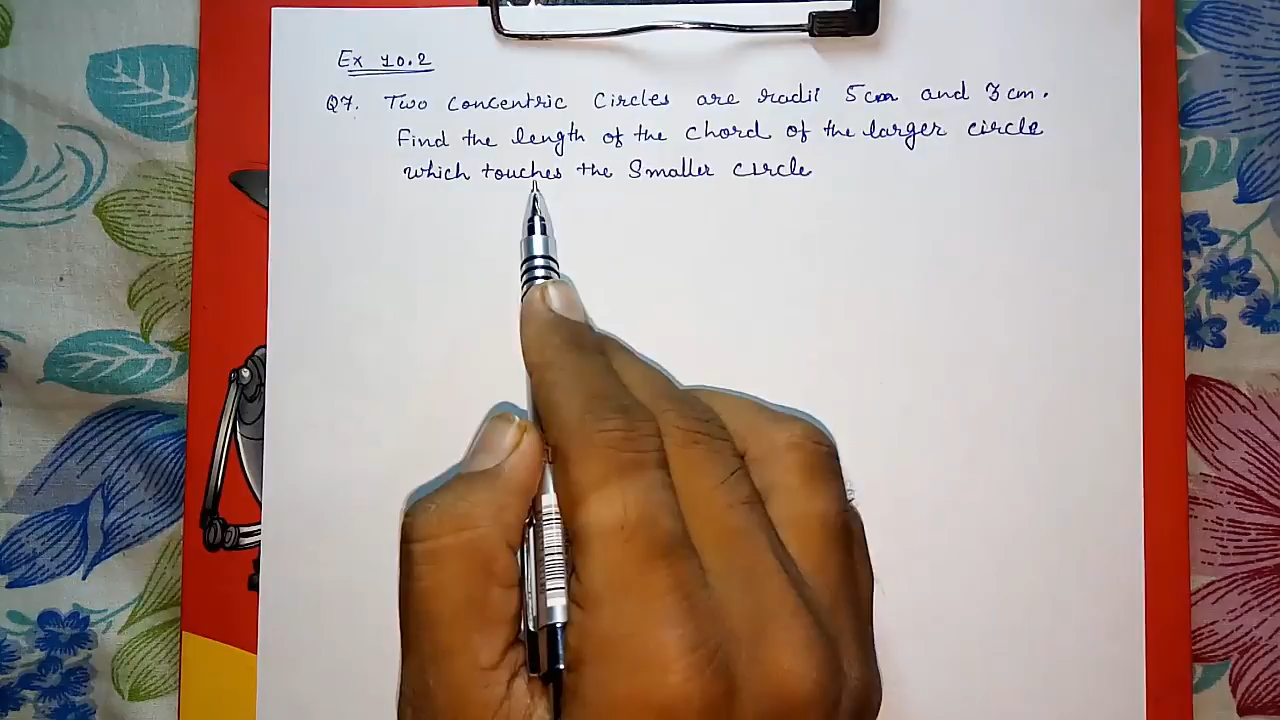 Ex 10.2
Q7. Two concentric circles are radii 5cm and 3cm.
Find the length of the chord of the larger circle
which touches the smaller circle